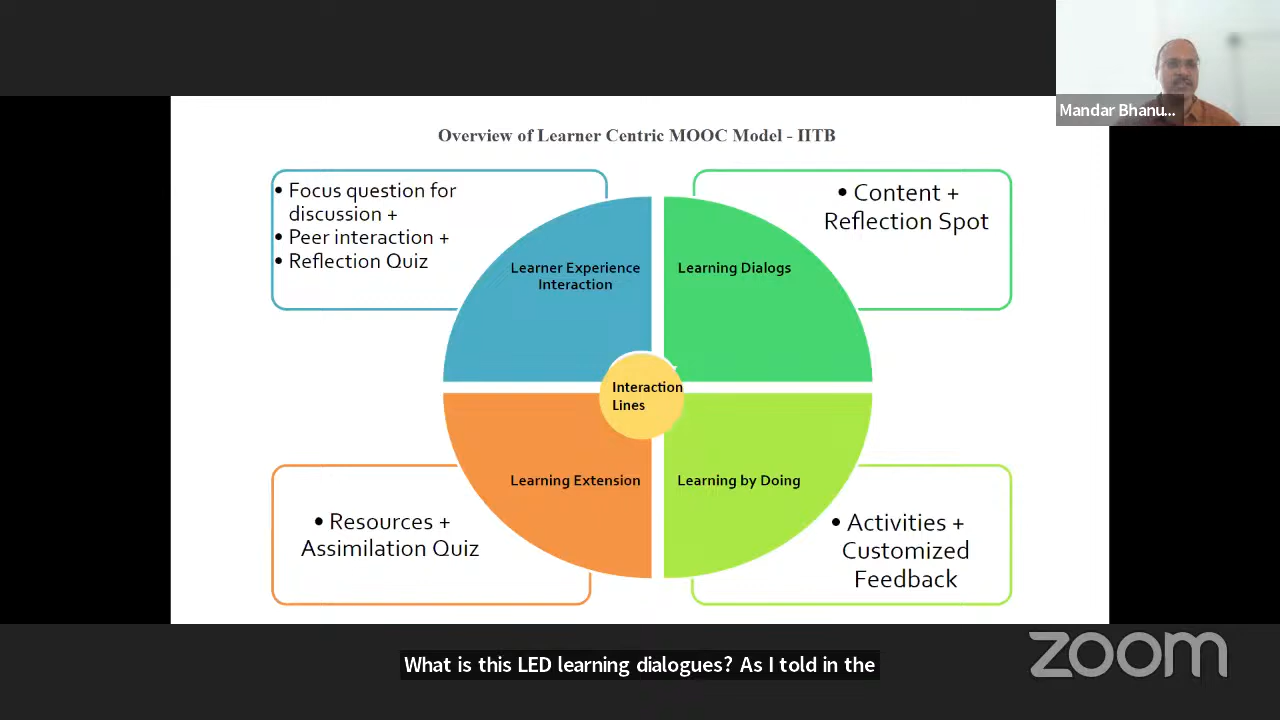 Mandar Bhanu...
Overview of Learner Centric MOOC Model - IITB
• Focus question for
discussion +
• Peer interaction +
• Reflection Quiz
• Content +
Reflection Spot
Learner Experience
Interaction
Learning Dialogs
Interaction
Lines
Learning Extension
Learning by Doing
• Resources +
Assimilation Quiz
• Activities +
Customized
Feedback
zoom
What is this LED learning dialogues? As I told in the